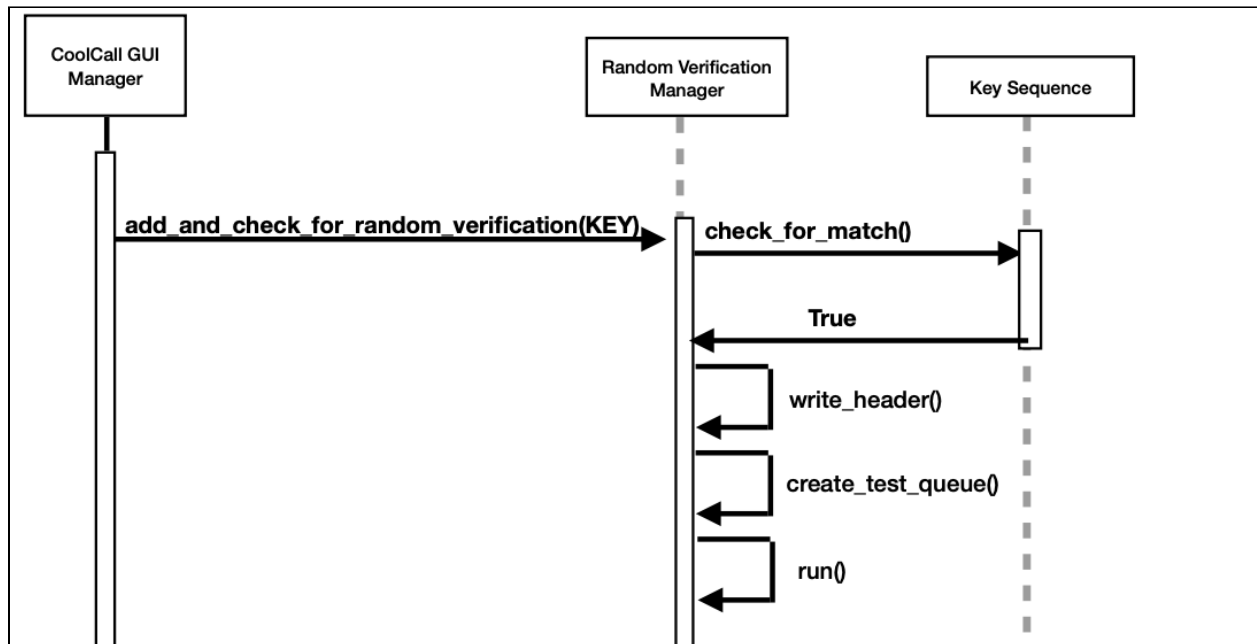 CoolCall GUI
Manager
Random Verification
Manager
Key Sequence
add_and_check_for_random_verification(KEY)
check_for_match()
True
write_header()
create_test_queue()
run()